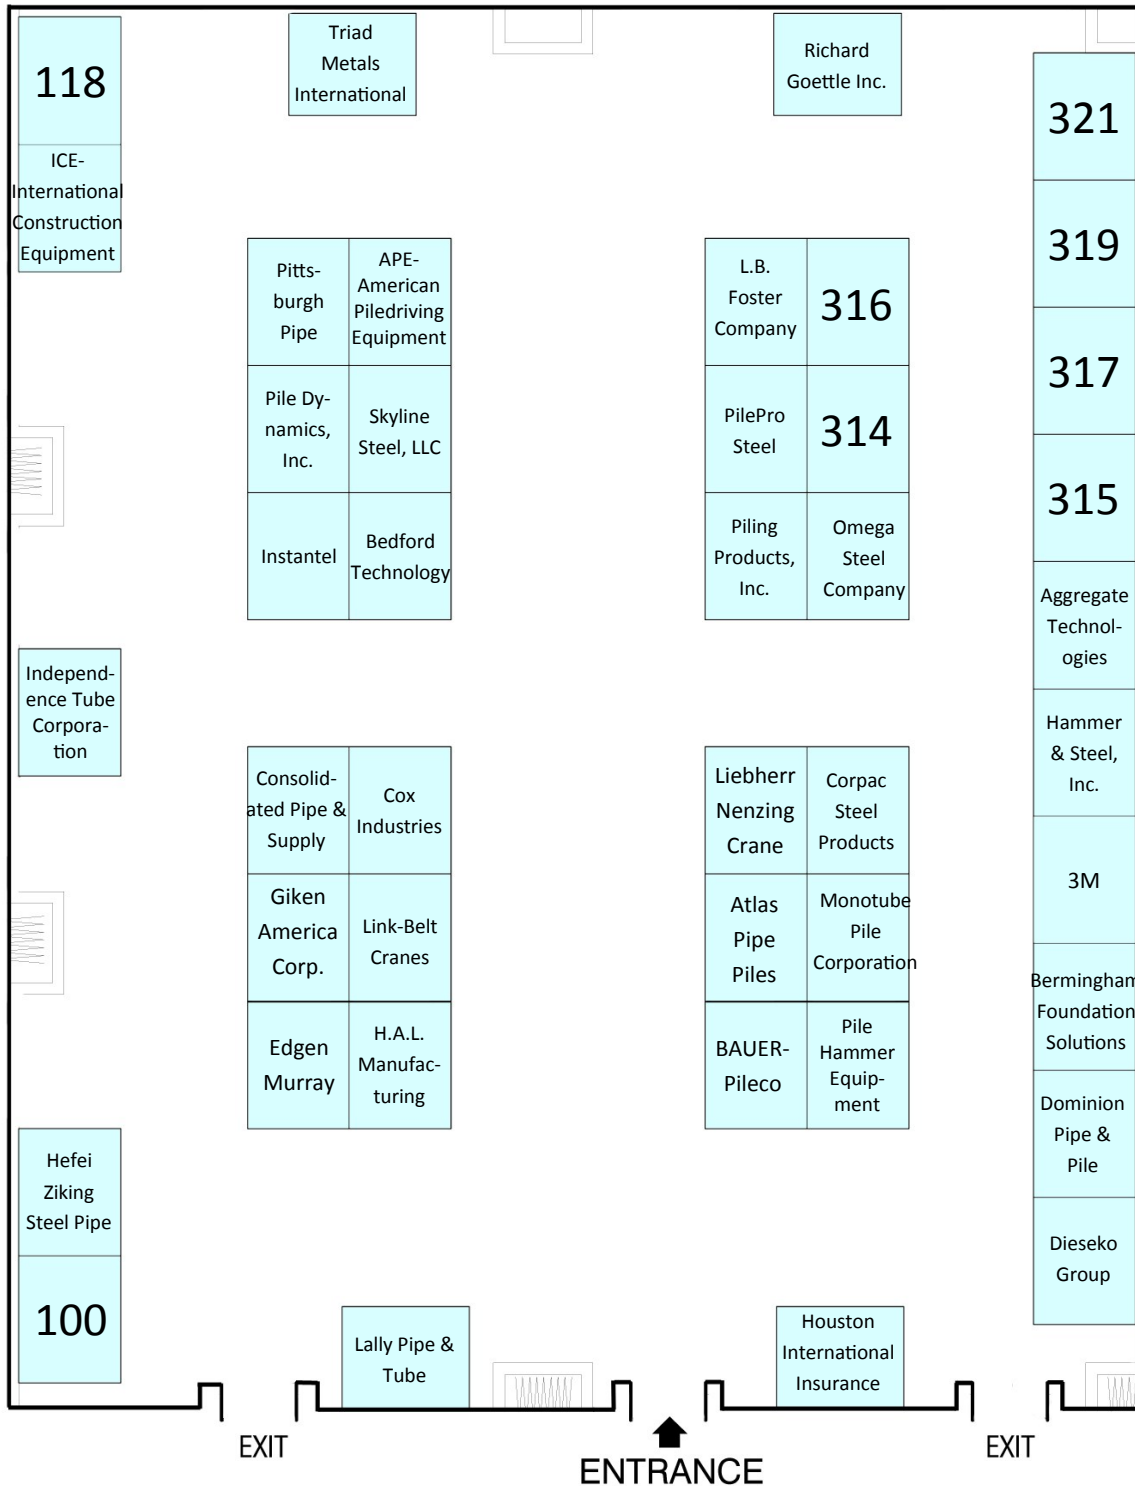 118
ICE-
International
Construction
Equipment
Triad
Metals
International
Richard
Goettle Inc.
321
319
317
315
Pitts-
burgh
Pipe
APE-
American
Piledriving
Equipment
L.B.
Foster
Company
316
Pile Dy-
namics,
Inc.
Skyline
Steel, LLC
PilePro
Steel
314
Instantel
Bedford
Technology
Piling
Products,
Inc.
Omega
Steel
Company
Aggregate
Technol-
ogies
Independ-
ence Tube
Corpora-
tion
Hammer
& Steel,
Inc.
Consolid-
ated Pipe &
Supply
Cox
Industries
Liebherr
Nenzing
Crane
Corpac
Steel
Products
3M
Giken
America
Corp.
Link-Belt
Cranes
Atlas
Pipe
Piles
Monotube
Pile
Corporation
Bermingham
Foundation
Solutions
Edgen
Murray
H.A.L.
Manufac-
turing
BAUER-
Pileco
Pile
Hammer
Equip-
ment
Dominion
Pipe &
Pile
Hefei
Ziking
Steel Pipe
Dieseko
Group
100
Lally Pipe &
Tube
Houston
International
Insurance
EXIT
ENTRANCE
EXIT